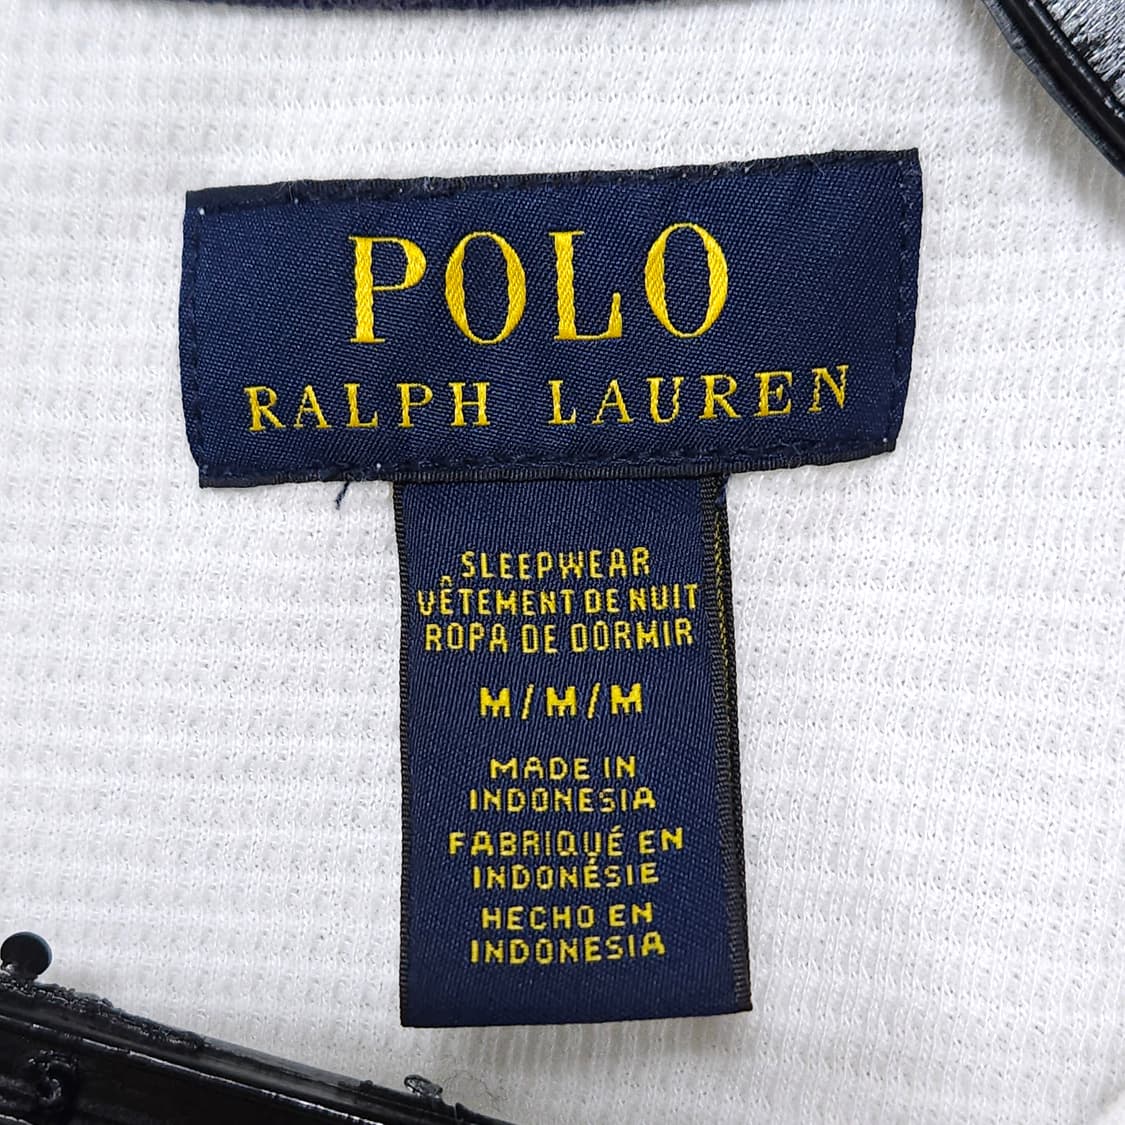 POLO
RALPH LAUREN
SLEEPWEAR
VÊTEMENT DE NUIT
ROPA DE DORMIR
M/M/M
MADE IN
INDONESIA
FABRIQUÉ EN
INDONÉSIE
HECHO EN
INDONESIA